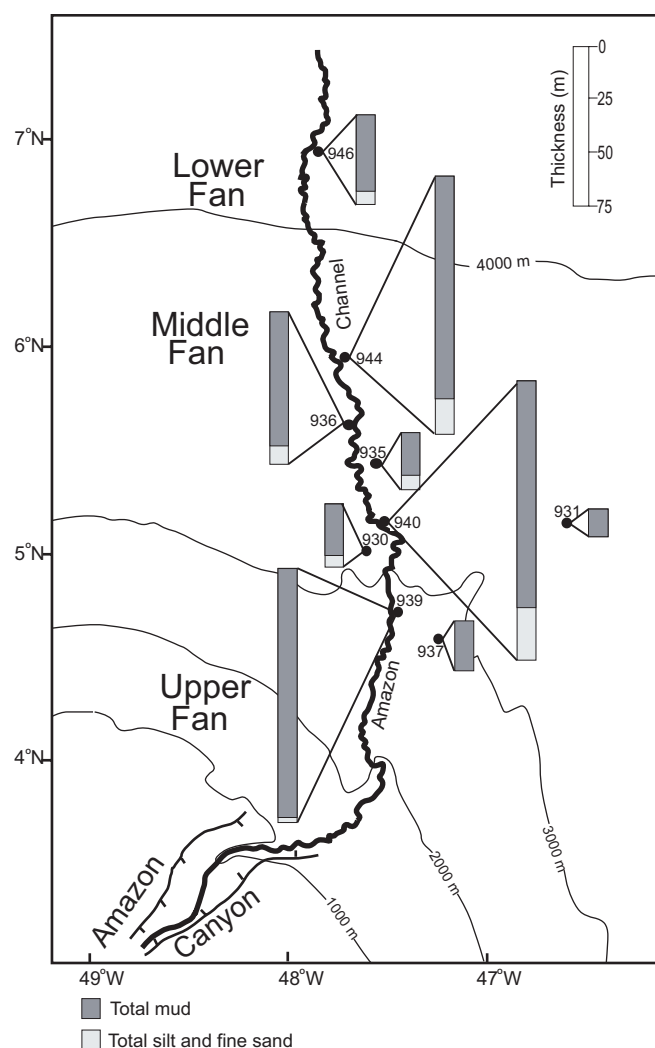 0
25
50
75
Thickness (m)
7°N
946
Lower
Fan
4000 m
Channel
Middle
Fan
6°N
944
936
935
931
940
930
5°N
939
937
Upper
Fan
Amazon
4°N
3000 m
2000 m
1000 m
Amazon
Canyon
49°W
48°W
47°W
Total mud
Total silt and fine sand